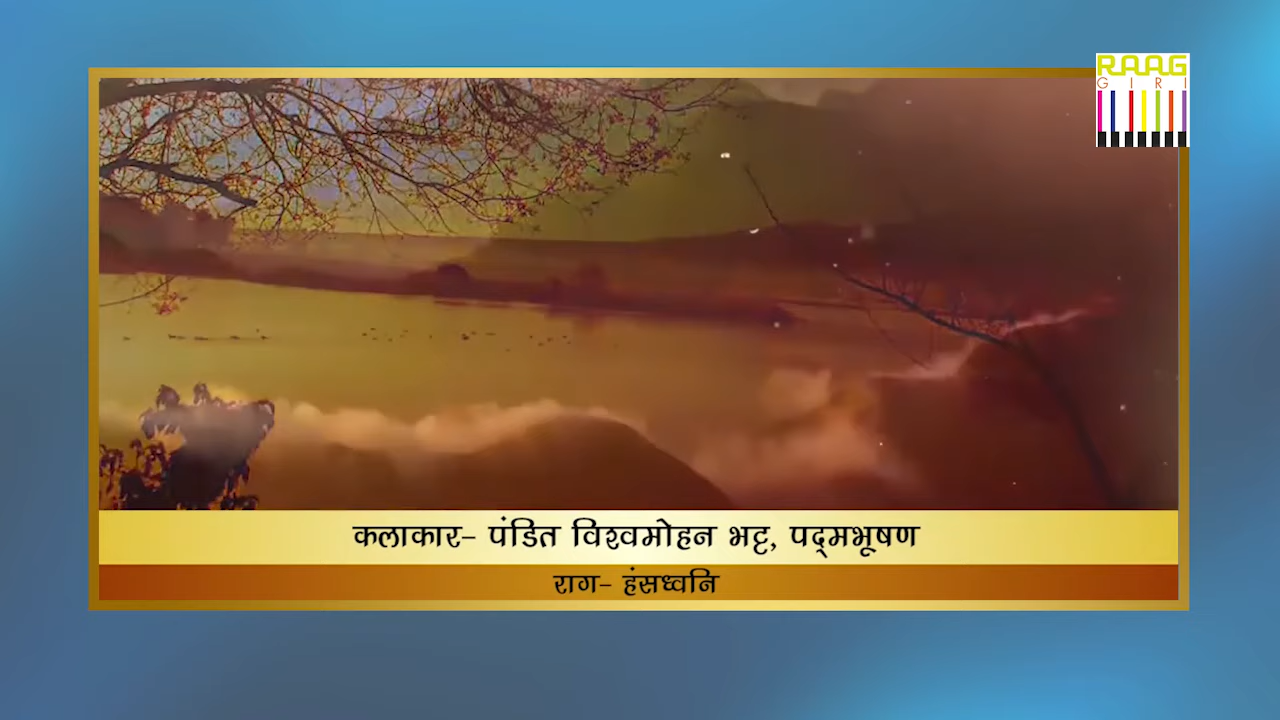 RAAG
GIRI
कलाकार- पंडित विश्वमोहन भट्ट, पद्मभूषण
राग- हंसध्वनि